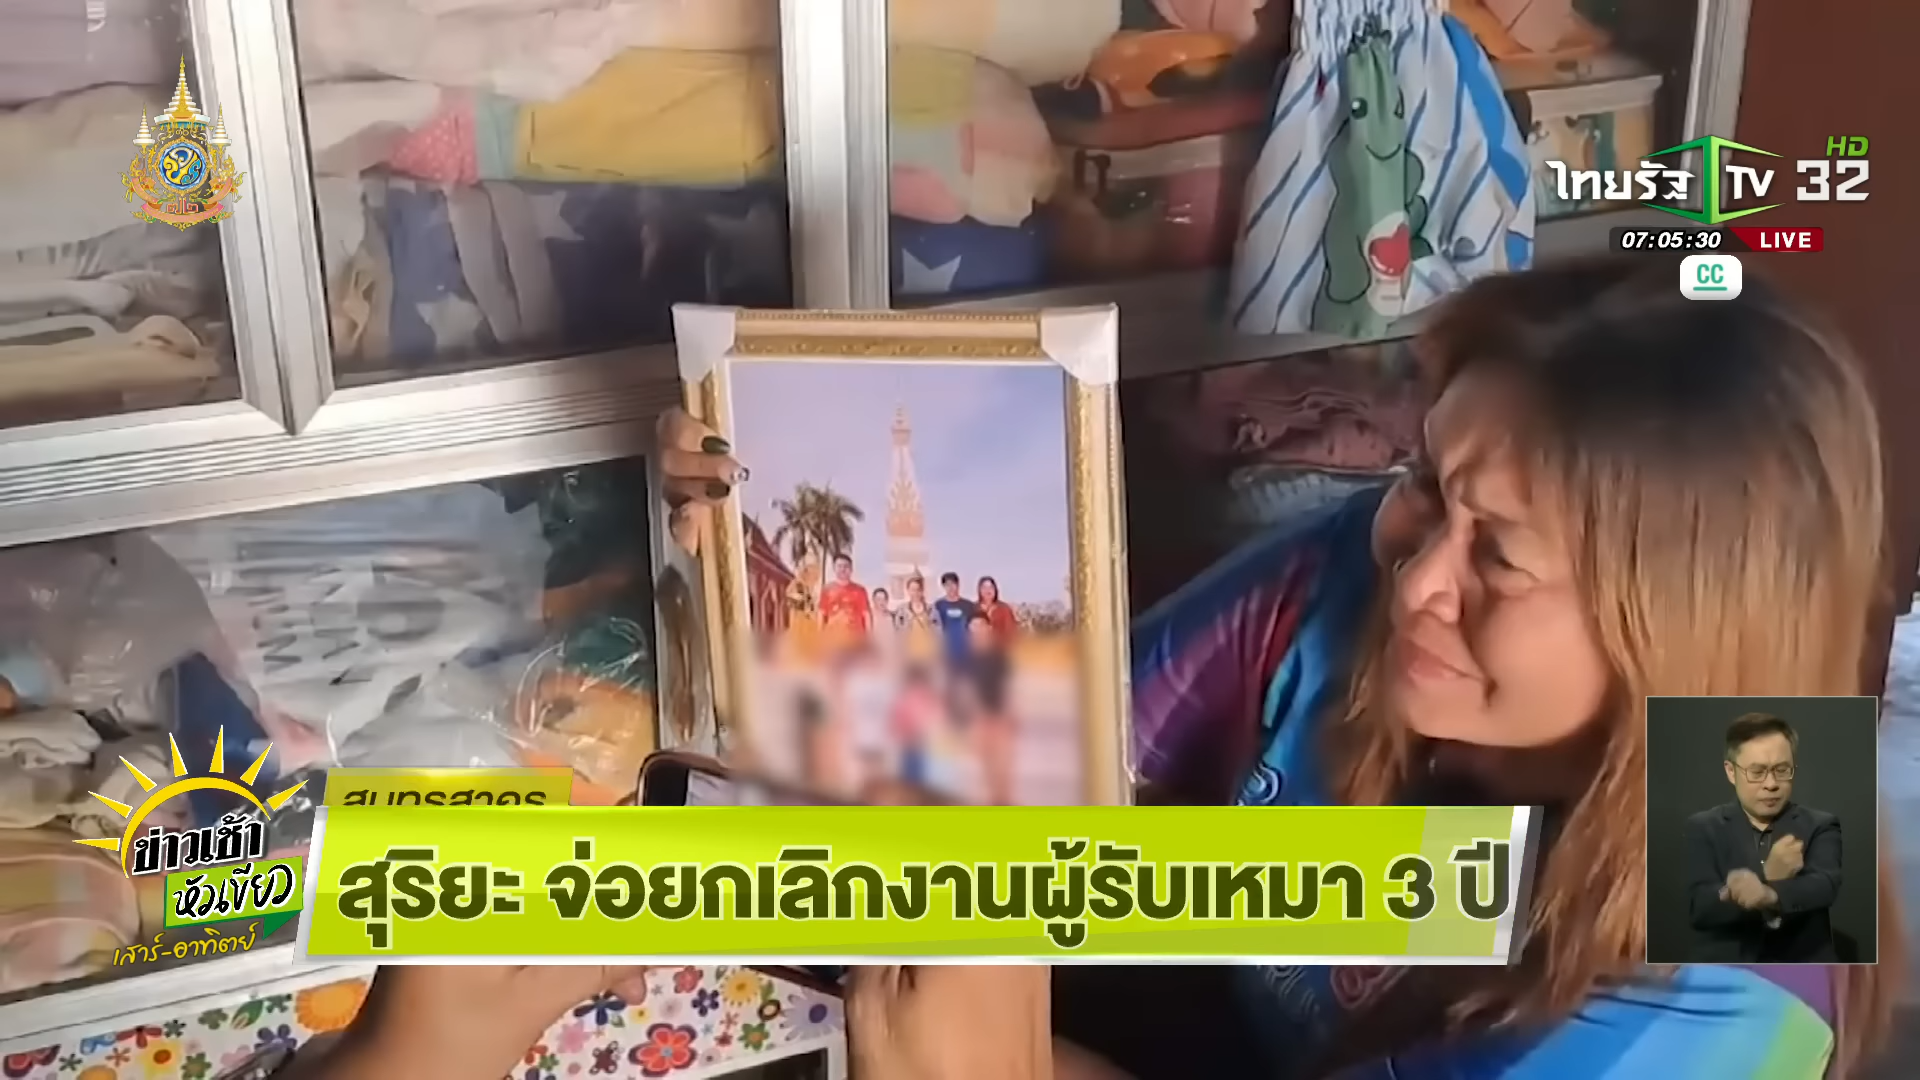 ไทยรัฐ TV 32 HD
07:05:30 LIVE
CC
สมุทรสาคร
สุริยะ จ่อยกเลิกงานผู้รับเหมา 3 ปี
ข่าวเช้า
หัวเขียว
เสาร์-อาทิตย์